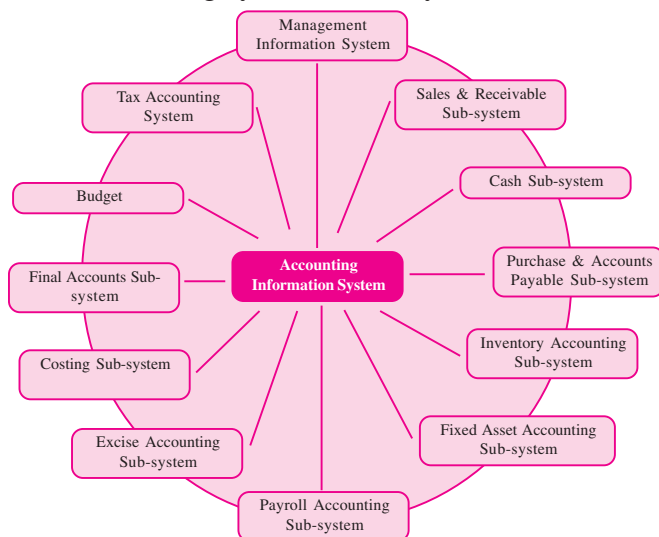 Management
Information System
Tax Accounting
System
Sales & Receivable
Sub-system
Budget
Cash Sub-system
Accounting
Information System
Final Accounts Sub-
system
Purchase & Accounts
Payable Sub-system
Costing Sub-system
Inventory Accounting
Sub-system
Excise Accounting
Sub-system
Fixed Asset Accounting
Sub-system
Payroll Accounting
Sub-system